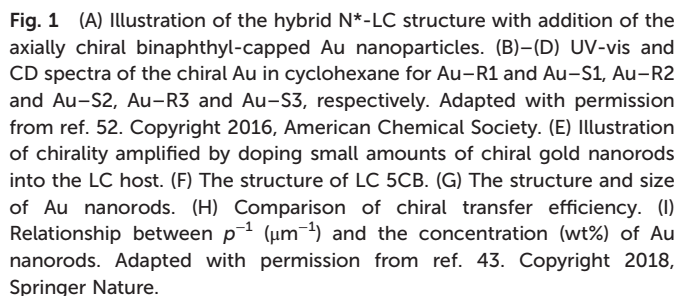 Fig. 1 (A) Illustration of the hybrid N*-LC structure with addition of the
axially chiral binaphthyl-capped Au nanoparticles. (B)–(D) UV-vis and
CD spectra of the chiral Au in cyclohexane for Au–R1 and Au–S1, Au–R2
and Au–S2, Au–R3 and Au–S3, respectively. Adapted with permission
from ref. 52. Copyright 2016, American Chemical Society. (E) Illustration
of chirality amplified by doping small amounts of chiral gold nanorods
into the LC host. (F) The structure of LC 5CB. (G) The structure and size
of Au nanorods. (H) Comparison of chiral transfer efficiency. (I)
Relationship between p⁻¹ (μm⁻¹) and the concentration (wt%) of Au
nanorods. Adapted with permission from ref. 43. Copyright 2018,
Springer Nature.